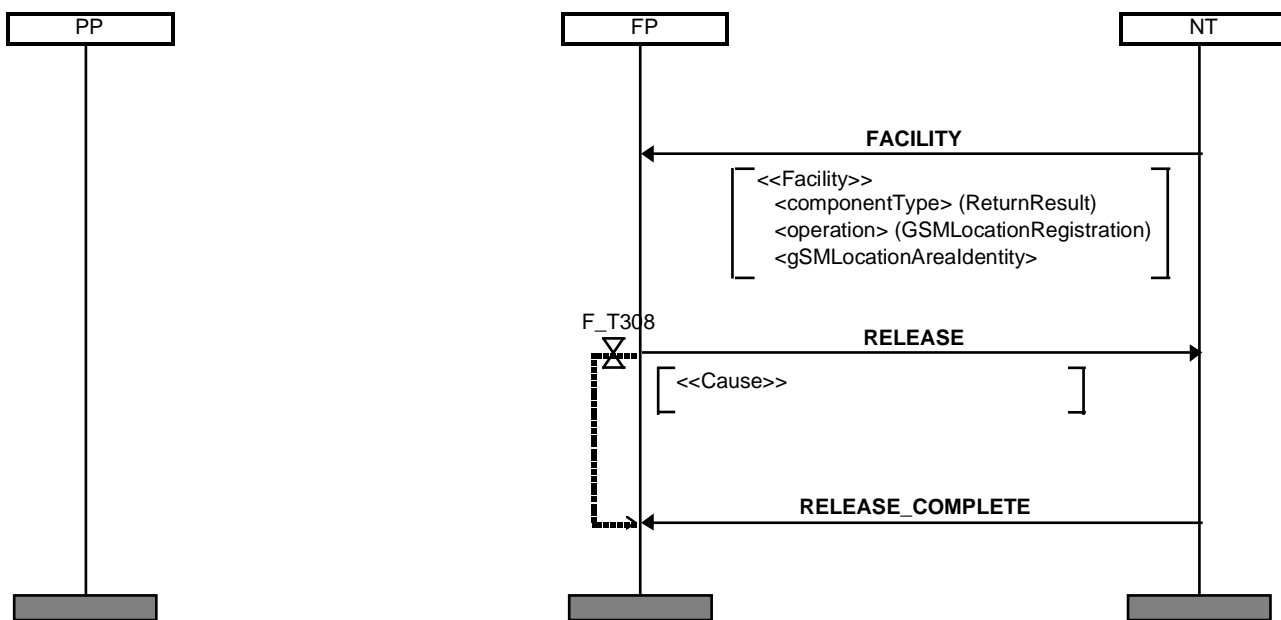 PP
FP
NT
FACILITY
<<Facility>>
<componentType> (ReturnResult)
<operation> (GSMLocationRegistration)
<gSMLocationAreaIdentity>
F_T308
RELEASE
<<Cause>>
RELEASE_COMPLETE